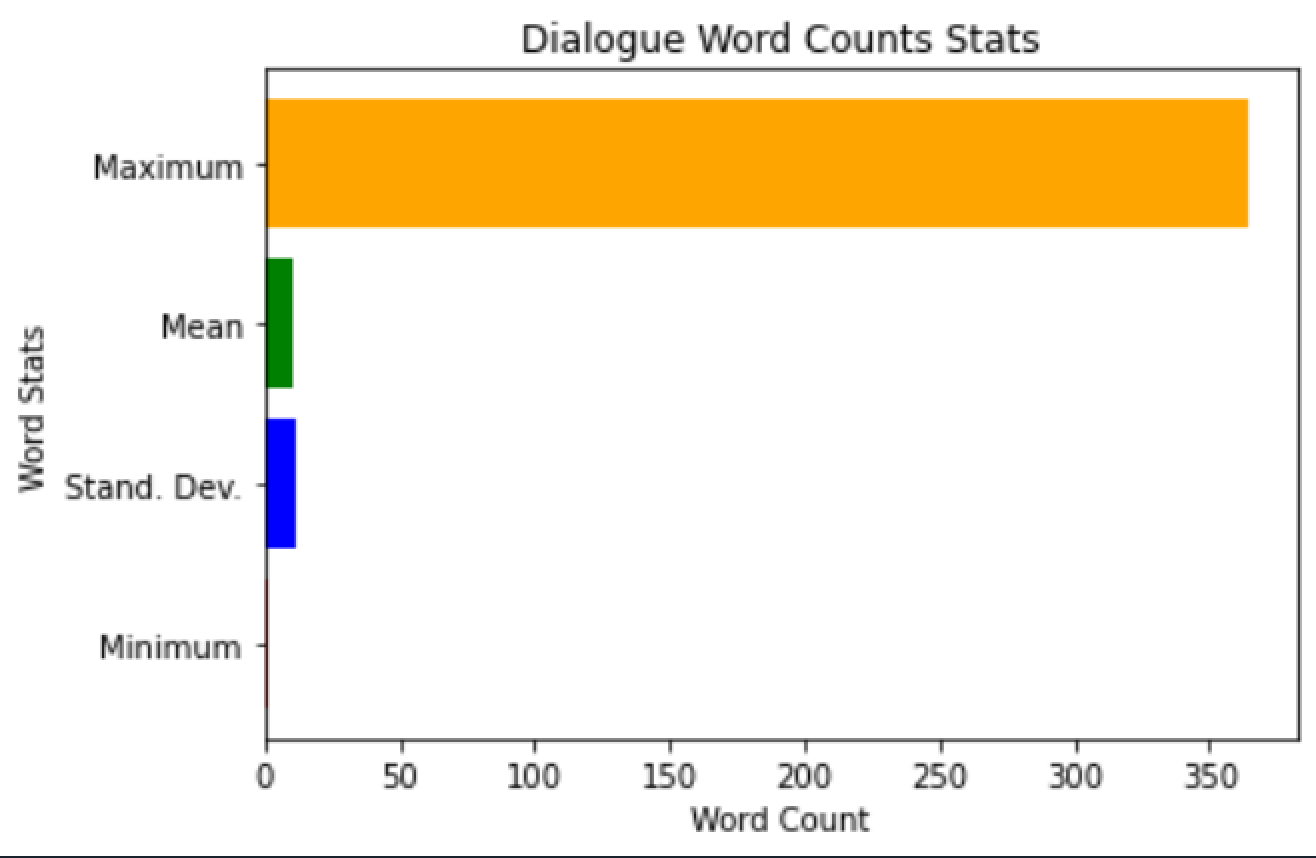 Dialogue Word Counts Stats
Maximum
Mean
Stand. Dev.
Minimum
Word Stats
0 50 100 150 200 250 300 350
Word Count